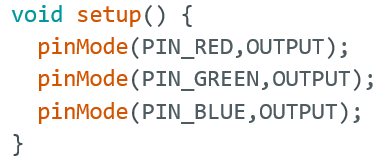 void setup() {
  pinMode(PIN_RED,OUTPUT);
  pinMode(PIN_GREEN,OUTPUT);
  pinMode(PIN_BLUE,OUTPUT);
}